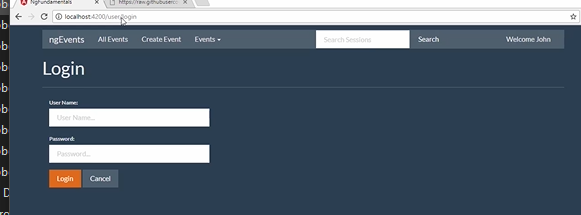 NgFundamentals
https://raw.githubuserco
localhost:4200/user/login
ngEvents All Events Create Event Events Search Sessions Search Welcome John
Login
User Name:
User Name...
Password:
Password...
Login Cancel